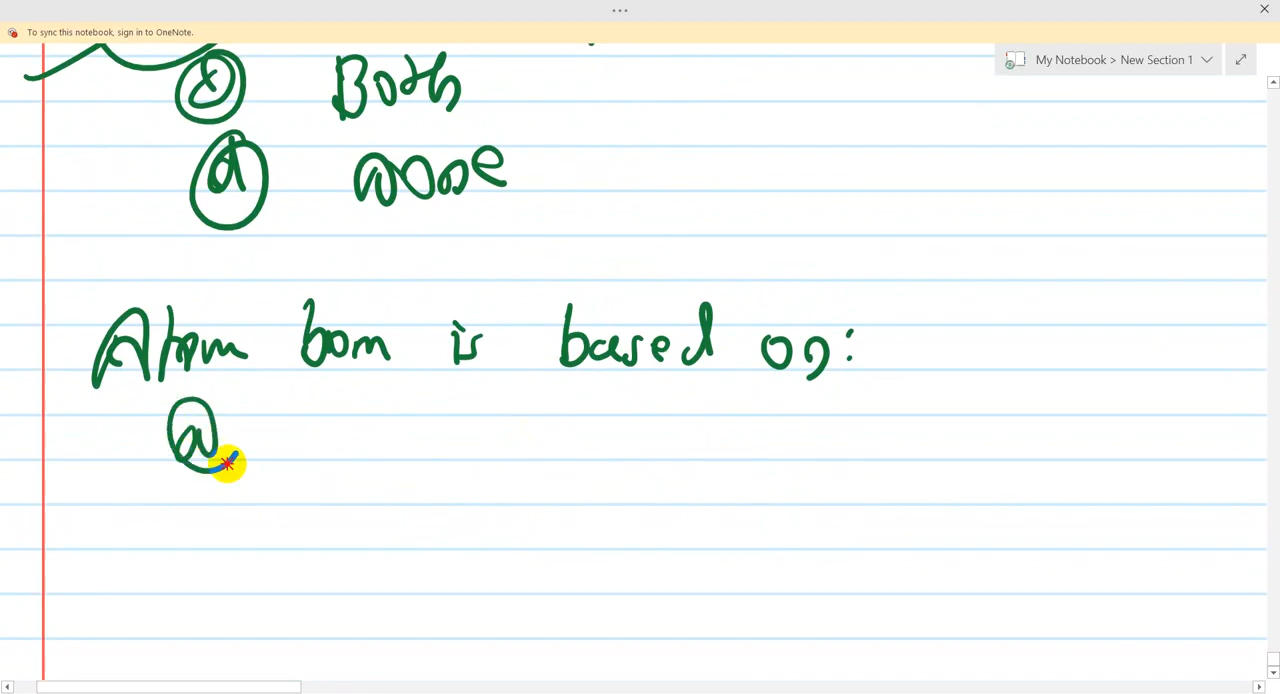 To sync this notebook, sign in to OneNote.
My Notebook > New Section 1
Both
d none
Atom bom is based on:
a